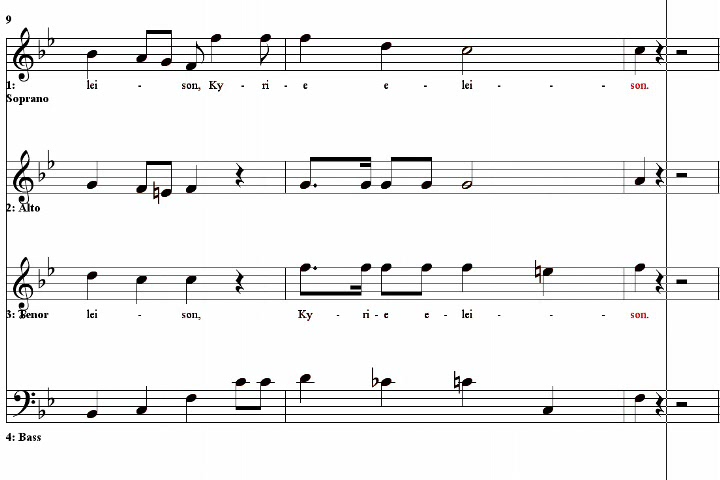 9
1: lei - son, Ky - ri - e e - lei - - - son.
Soprano
2: Alto
3: Tenor lei - son, Ky - ri - e e - lei - - - son.
4: Bass